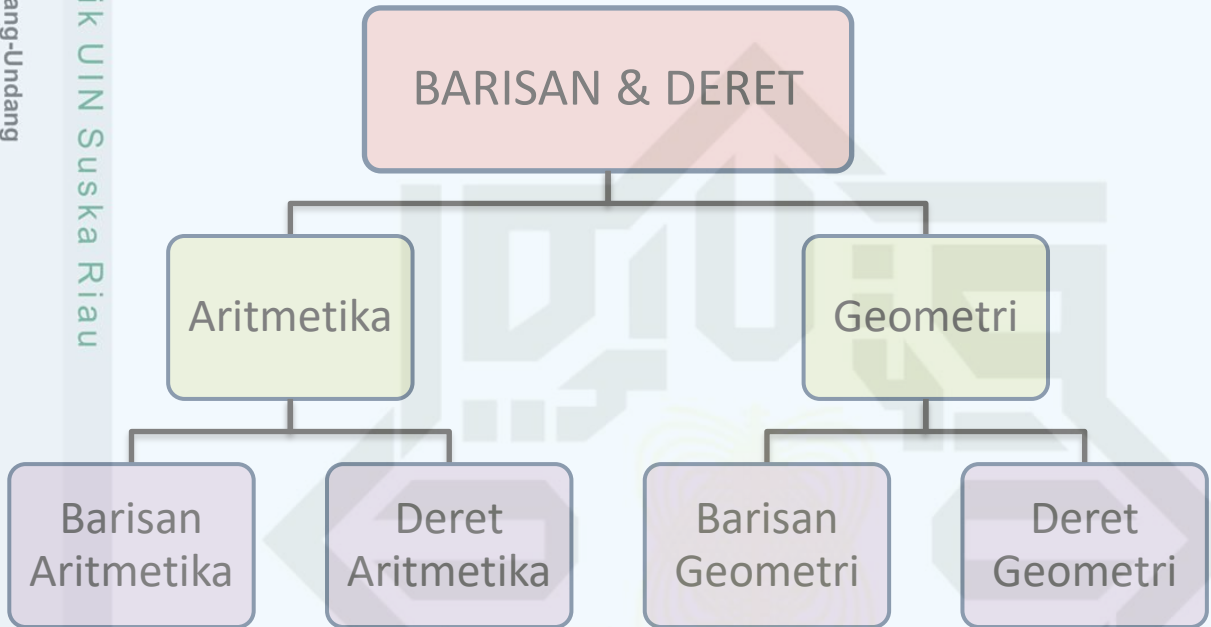 ang-Undang
ik UIN Suska Riau
BARISAN & DERET
Aritmetika
Geometri
Barisan
Aritmetika
Deret
Aritmetika
Barisan
Geometri
Deret
Geometri